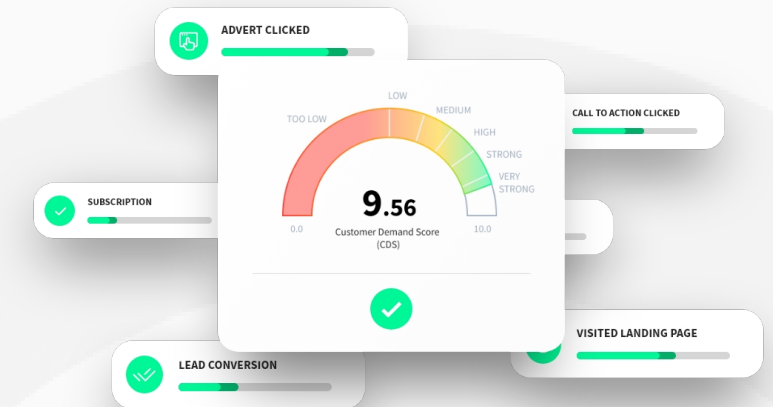 ADVERT CLICKED
LOW
TOO LOW
MEDIUM
CALL TO ACTION CLICKED
HIGH
STRONG
VERY
STRONG
SUBSCRIPTION
9.56
0.0
Customer Demand Score
(CDS)
10.0
VISITED LANDING PAGE
LEAD CONVERSION